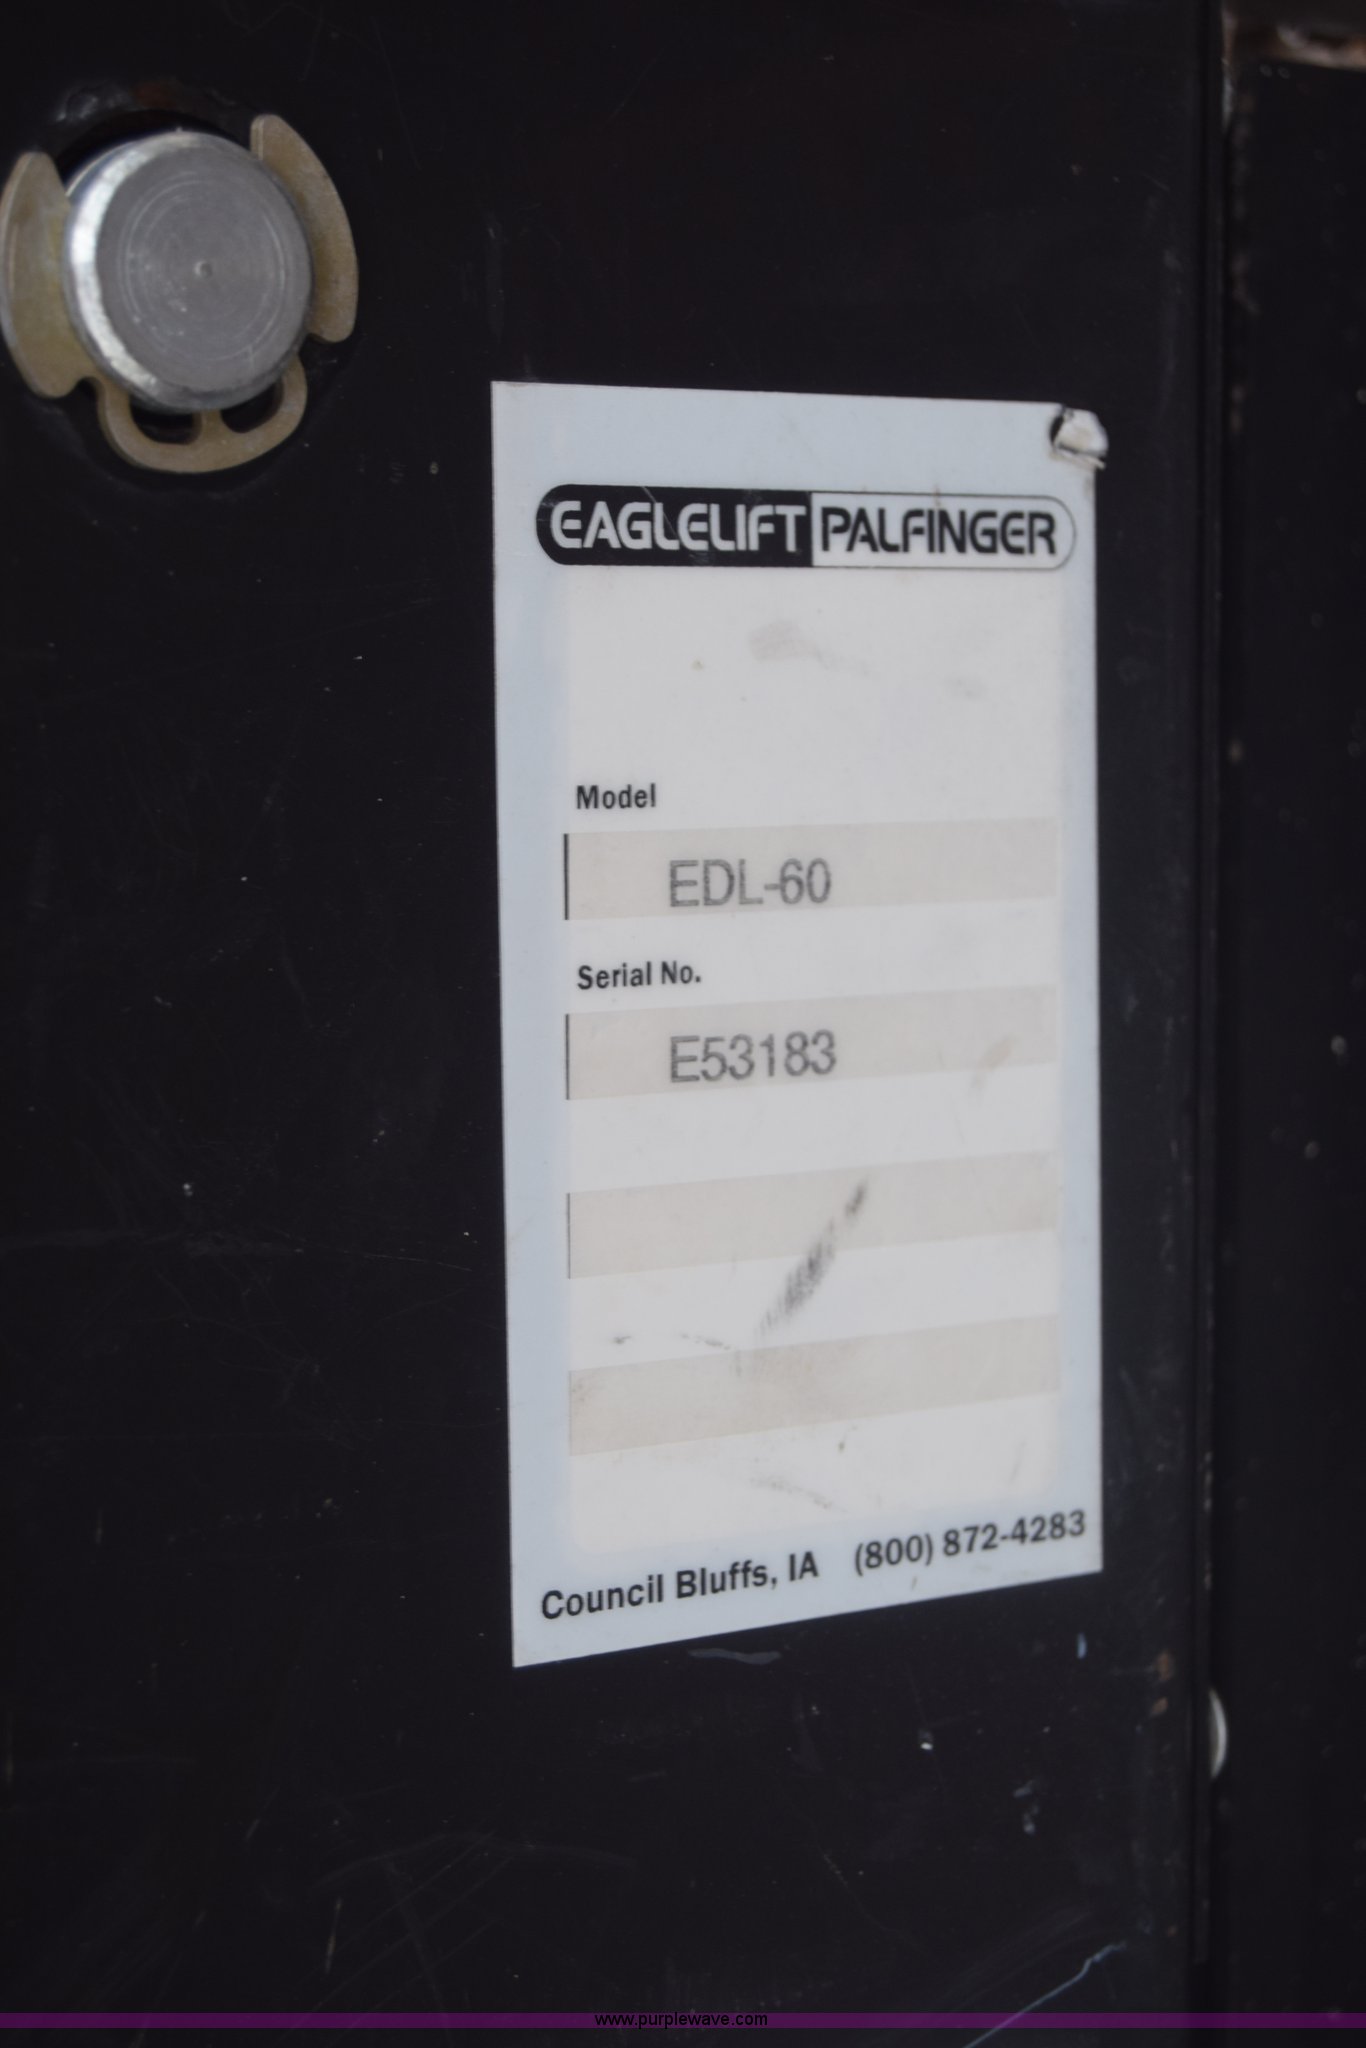 EAGLELIFT PALFINGER
Model
EDL-60
Serial No.
E53183
Council Bluffs, IA (800) 872-4283
www.purplewave.com